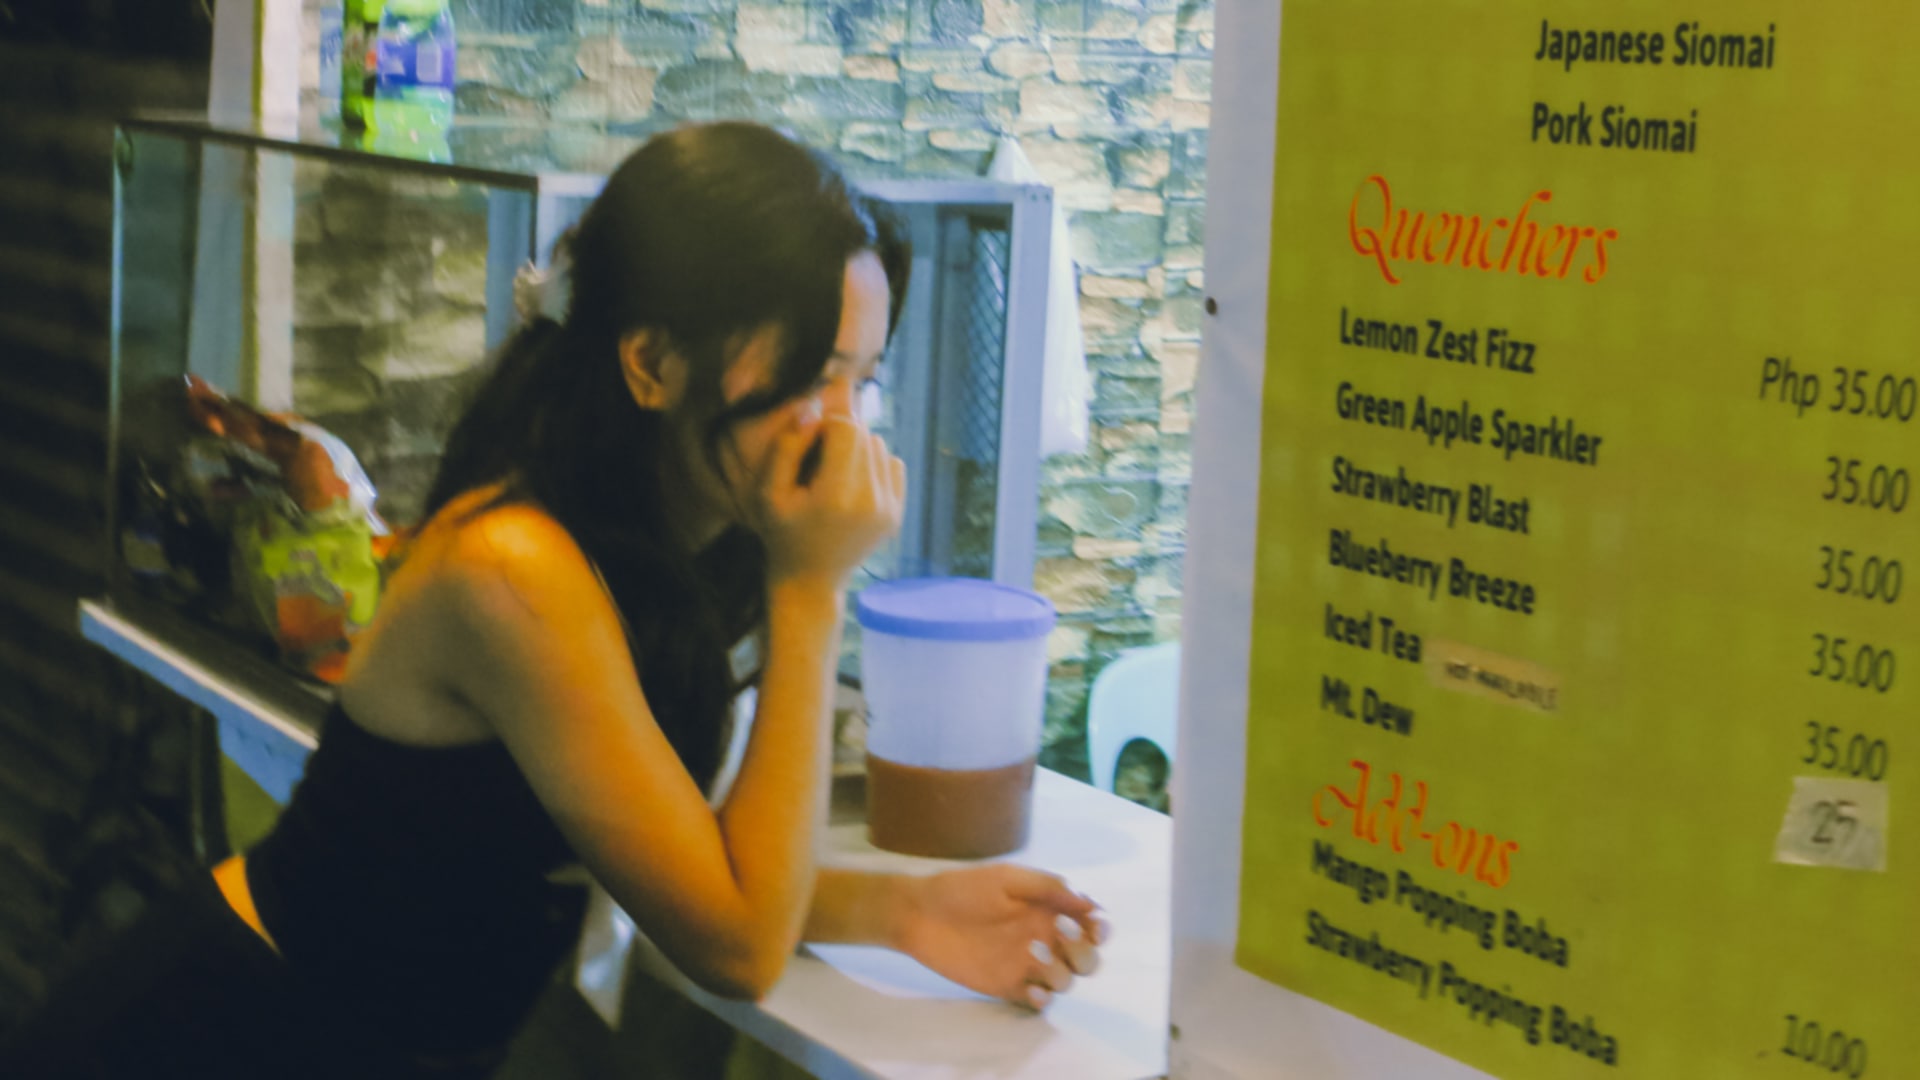 Japanese Siomai
Pork Siomai
Quenchers
Lemon Zest Fizz Php 35.00
Green Apple Sparkler 35.00
Strawberry Blast 35.00
Blueberry Breeze 35.00
Iced Tea NOT AVAILABLE 35.00
Mt. Dew 25
Add-ons
Mango Popping Boba
Strawberry Popping Boba 10.00